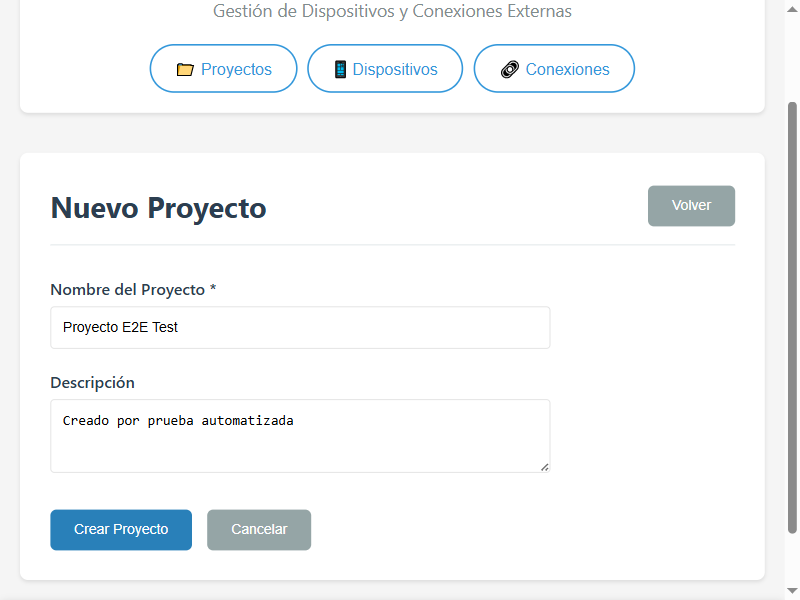 Gestión de Dispositivos y Conexiones Externas
Proyectos
Dispositivos
Conexiones
Nuevo Proyecto
Volver
Nombre del Proyecto *
Proyecto E2E Test
Descripción
Creado por prueba automatizada
Crear Proyecto
Cancelar